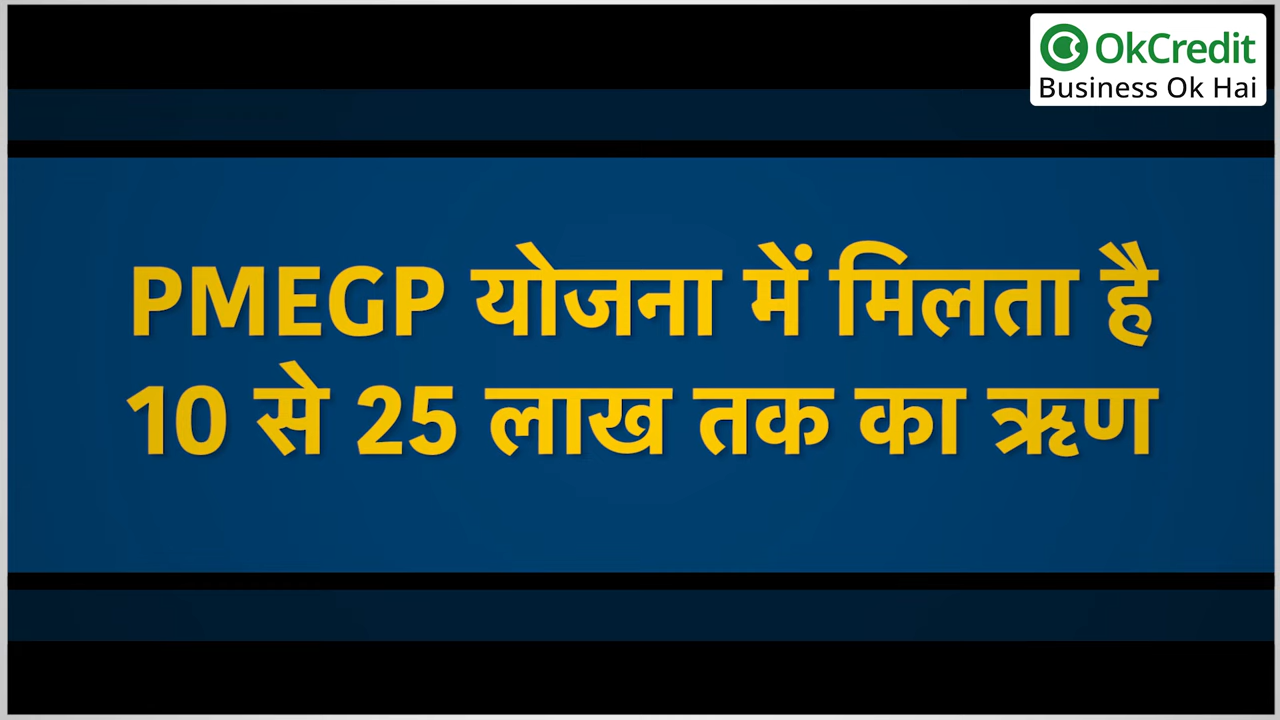 OkCredit
Business Ok Hai
PMEGP योजना में मिलता है
10 से 25 लाख तक का ऋण